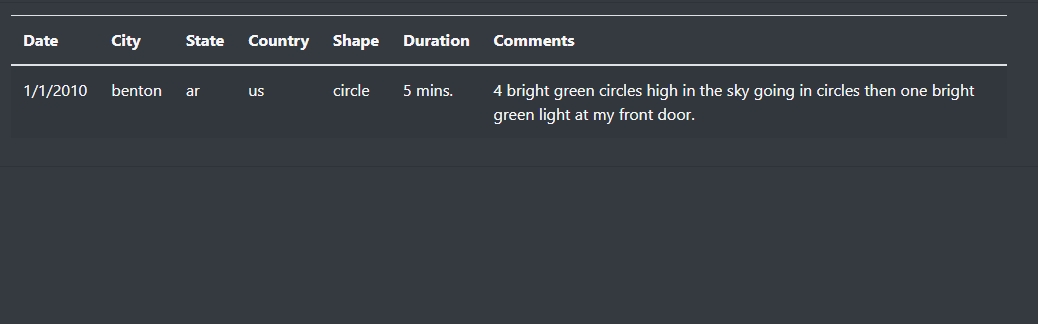 Date City State Country Shape Duration Comments
1/1/2010 benton ar us circle 5 mins. 4 bright green circles high in the sky going in circles then one bright
green light at my front door.